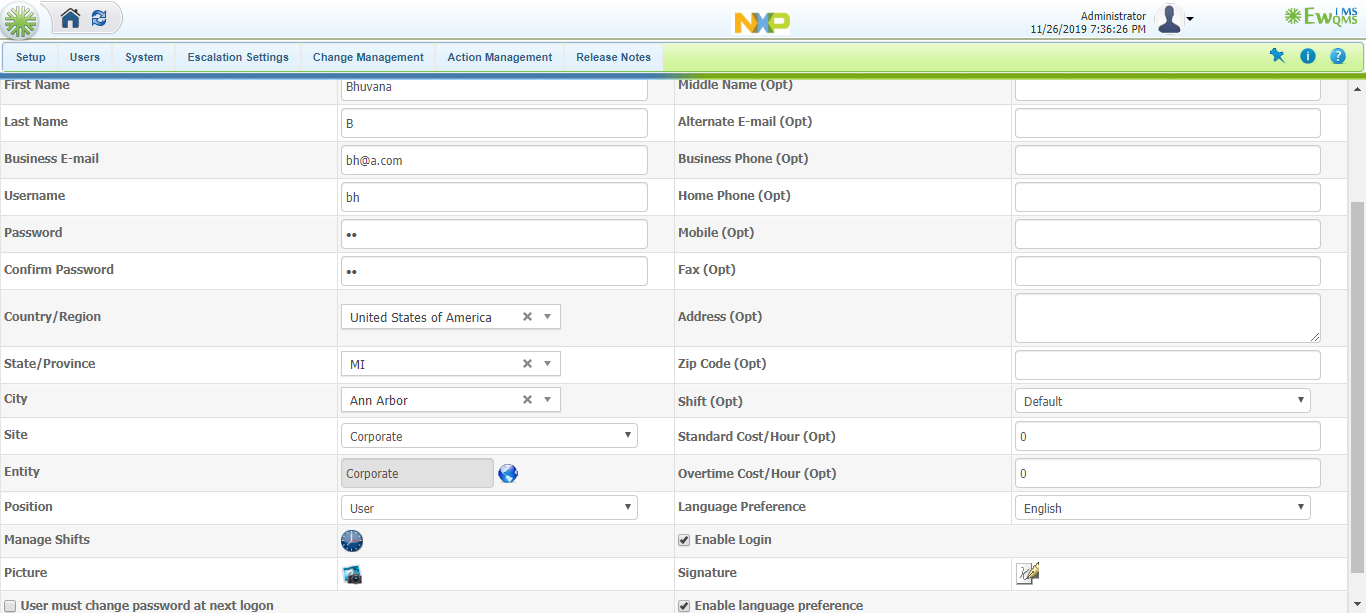 NXP
Administrator
11/26/2019 7:36:26 PM
EwQMS iMS
Setup Users System Escalation Settings Change Management Action Management Release Notes
First Name Bhuvana Middle Name (Opt)
Last Name B Alternate E-mail (Opt)
Business E-mail bh@a.com Business Phone (Opt)
Username bh Home Phone (Opt)
Password •• Mobile (Opt)
Confirm Password •• Fax (Opt)
Country/Region United States of America Address (Opt)
State/Province MI Zip Code (Opt)
City Ann Arbor Shift (Opt) Default
Site Corporate Standard Cost/Hour (Opt) 0
Entity Corporate Overtime Cost/Hour (Opt) 0
Position User Language Preference English
Manage Shifts Enable Login
Picture Signature
User must change password at next logon Enable language preference